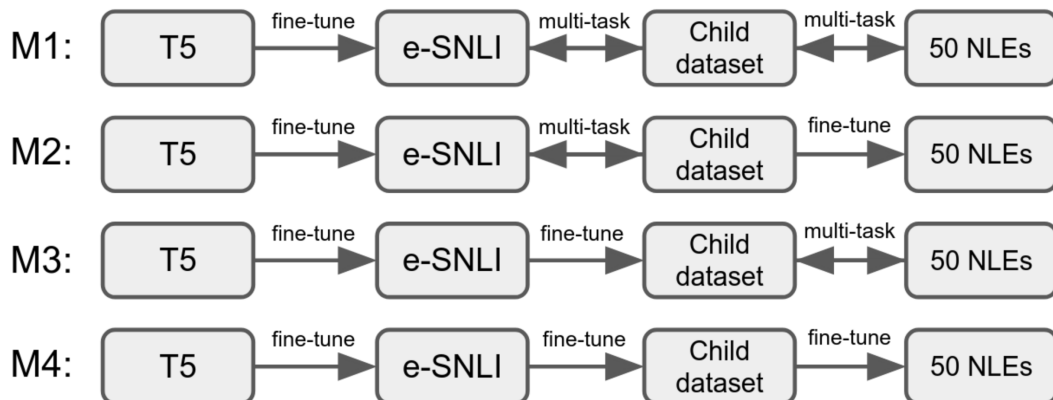 fine-tune multi-task multi-task
M1: T5 e-SNLI Child dataset 50 NLEs
fine-tune multi-task fine-tune
M2: T5 e-SNLI Child dataset 50 NLEs
fine-tune fine-tune multi-task
M3: T5 e-SNLI Child dataset 50 NLEs
fine-tune fine-tune fine-tune
M4: T5 e-SNLI Child dataset 50 NLEs